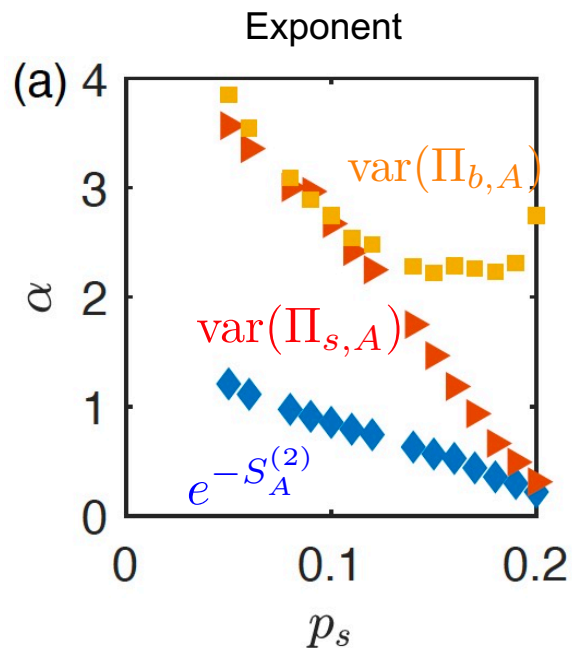 Exponent
(a)
4
3
2
1
0
α
var(Π_{b,A})
var(Π_{s,A})
e^{-S_A^{(2)}}
0 0.1 0.2
p_s